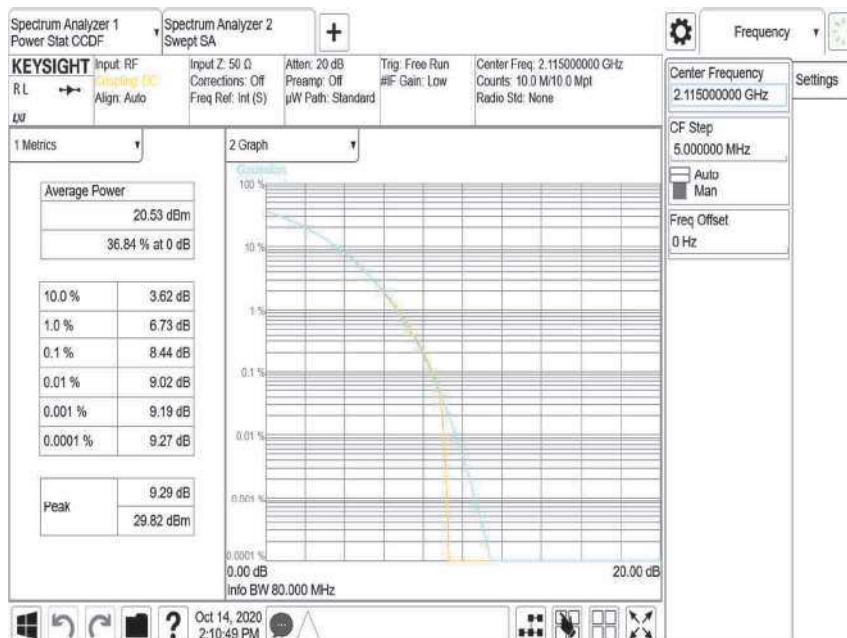 Spectrum Analyzer 1
Power Stat CCDF
Spectrum Analyzer 2
Swept SA
Frequency
KEYSIGHT
RL
LXI
Input: RF
Coupling: DC
Align: Auto
Input Z: 50 Ω
Corrections: Off
Freq Ref: Int (S)
Atten: 20 dB
Preamp: Off
µW Path: Standard
Trig: Free Run
#IF Gain: Low
Center Freq: 2.115000000 GHz
Counts: 10.0 M/10.0 Mpt
Radio Std: None
Center Frequency
2.115000000 GHz
Settings
CF Step
5.000000 MHz
Auto
Man
Freq Offset
0 Hz
1 Metrics
Average Power
20.53 dBm
36.84 % at 0 dB
10.0 % 3.62 dB
1.0 % 6.73 dB
0.1 % 8.44 dB
0.01 % 9.02 dB
0.001 % 9.19 dB
0.0001 % 9.27 dB
Peak
9.29 dB
29.82 dBm
2 Graph
Gaussian
100 %
10 %
1 %
0.1 %
0.01 %
0.001 %
0.0001 %
0.00 dB
20.00 dB
Info BW 80.000 MHz
?
Oct 14, 2020
2:10:49 PM